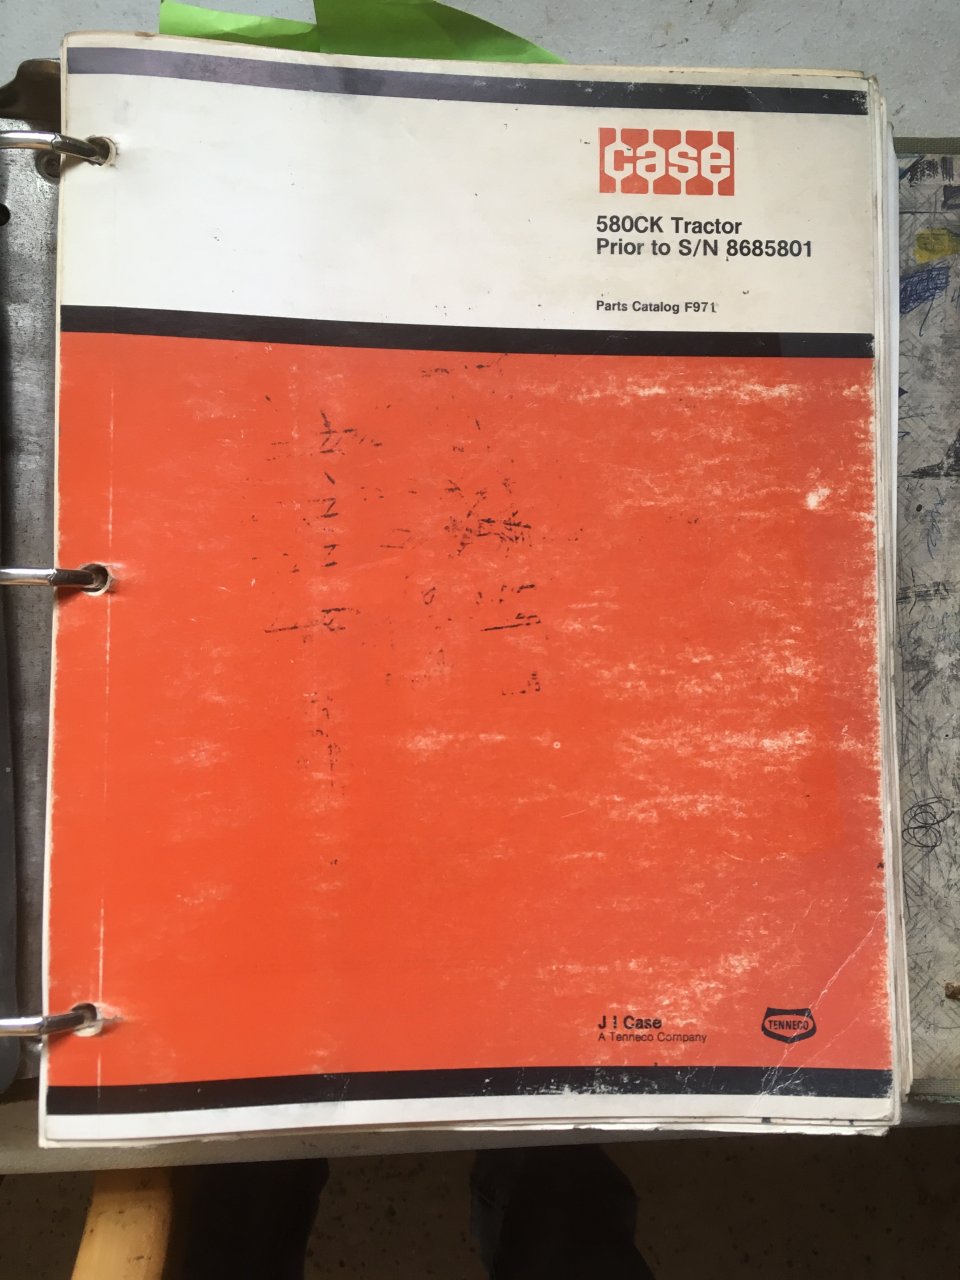 case
580CK Tractor
Prior to S/N 8685801
Parts Catalog F971
J I Case
A Tenneco Company
TENNECO